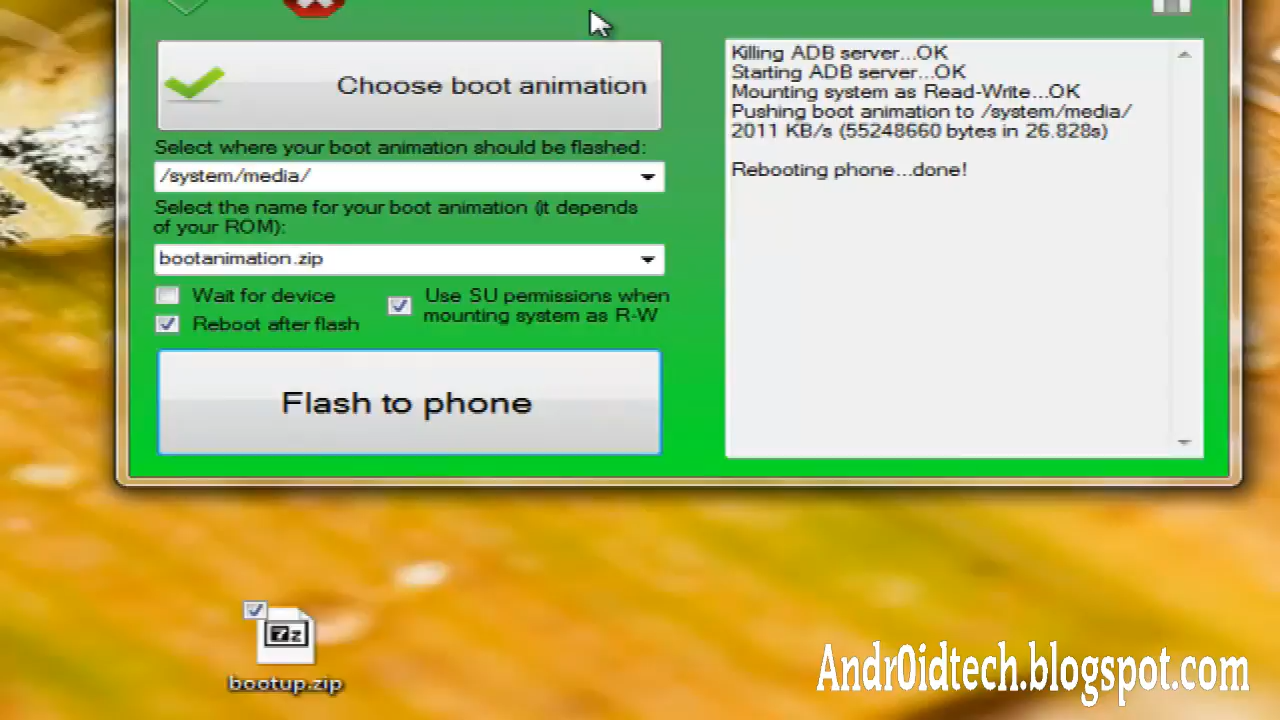 Choose boot animation
Select where your boot animation should be flashed:
/system/media/
Select the name for your boot animation (it depends
of your ROM):
bootanimation.zip
Wait for device
Reboot after flash
Use SU permissions when
mounting system as R-W
Flash to phone
Killing ADB server...OK
Starting ADB server...OK
Mounting system as Read-Write...OK
Pushing boot animation to /system/media/
2011 KB/s (55248660 bytes in 26.828s)
Rebooting phone...done!
7z
bootup.zip
Andr0idtech.blogspot.com